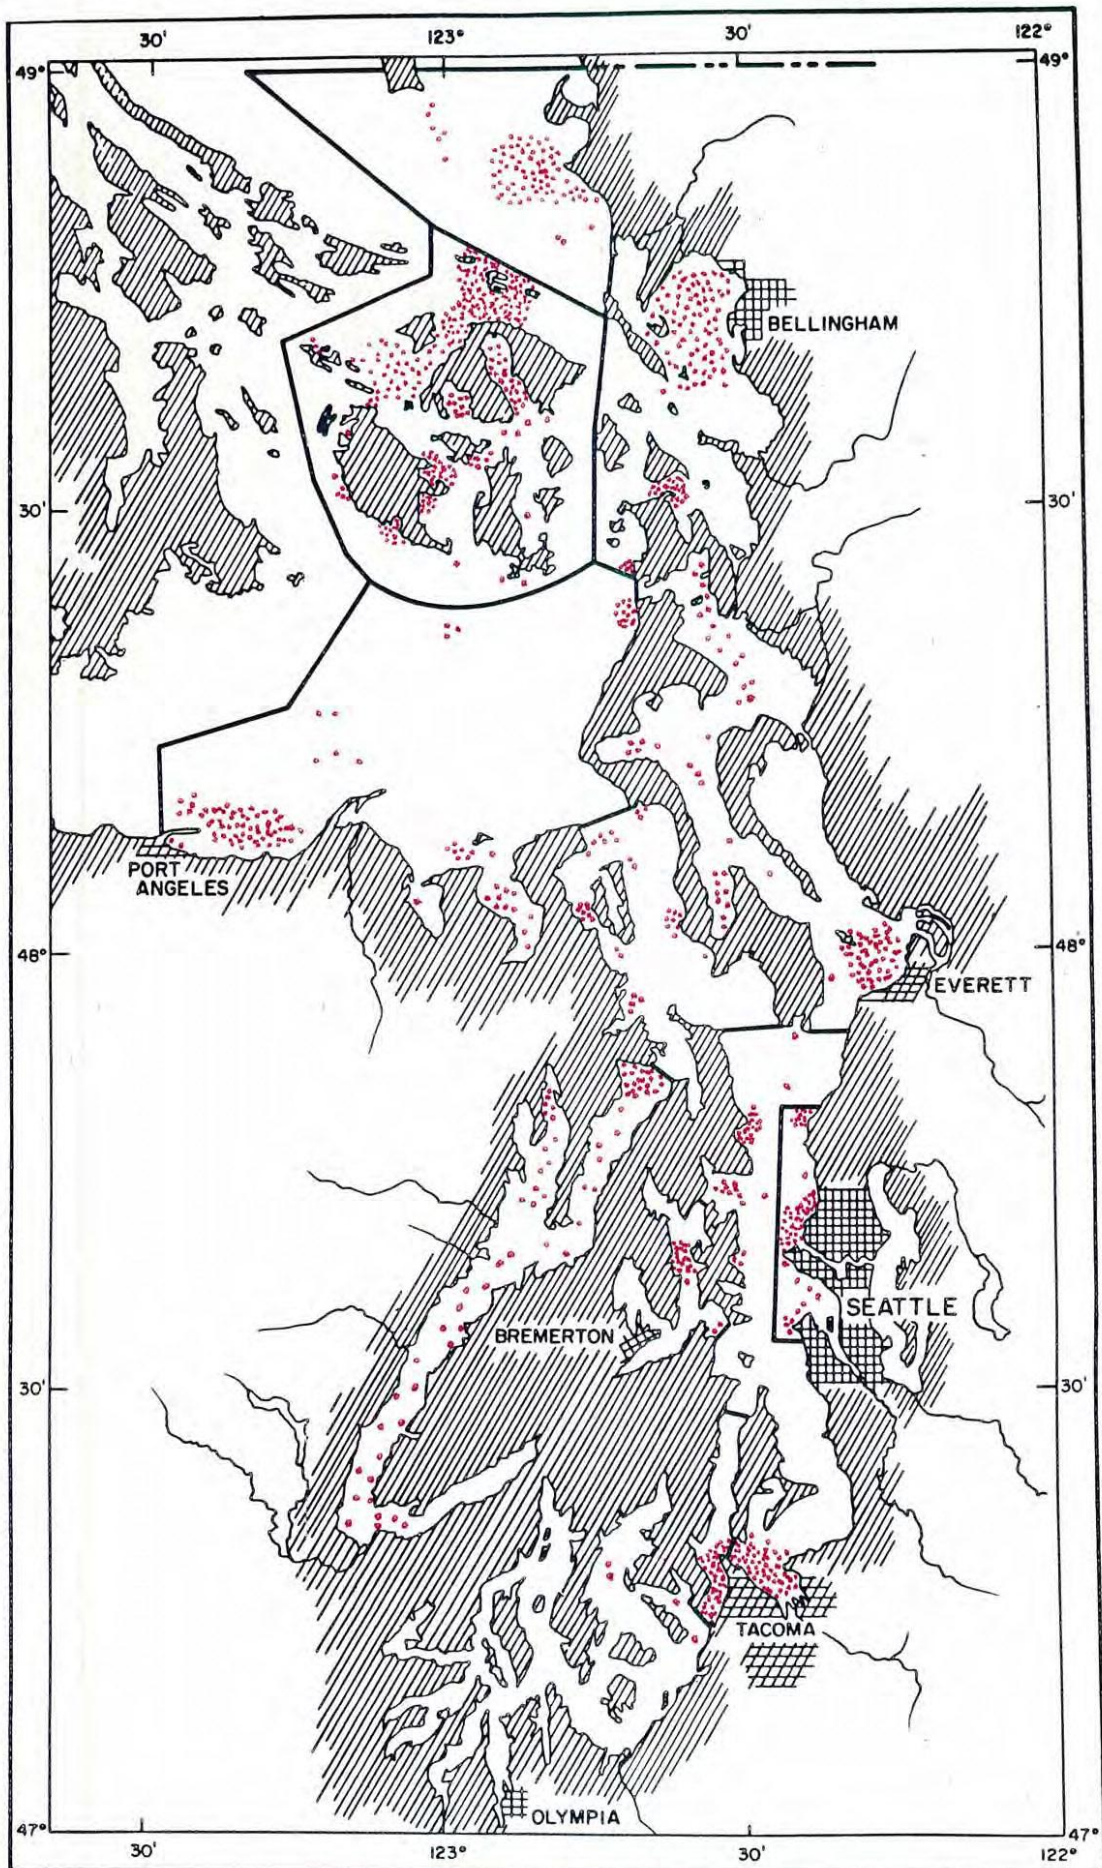 30' 123° 30' 122°
49° 49°
BELLINGHAM
30' 30'
PORT
ANGELES
48° 48°
EVERETT
SEATTLE
BREMERTON
30' 30'
TACOMA
OLYMPIA
47° 47°
30' 123° 30' 122°